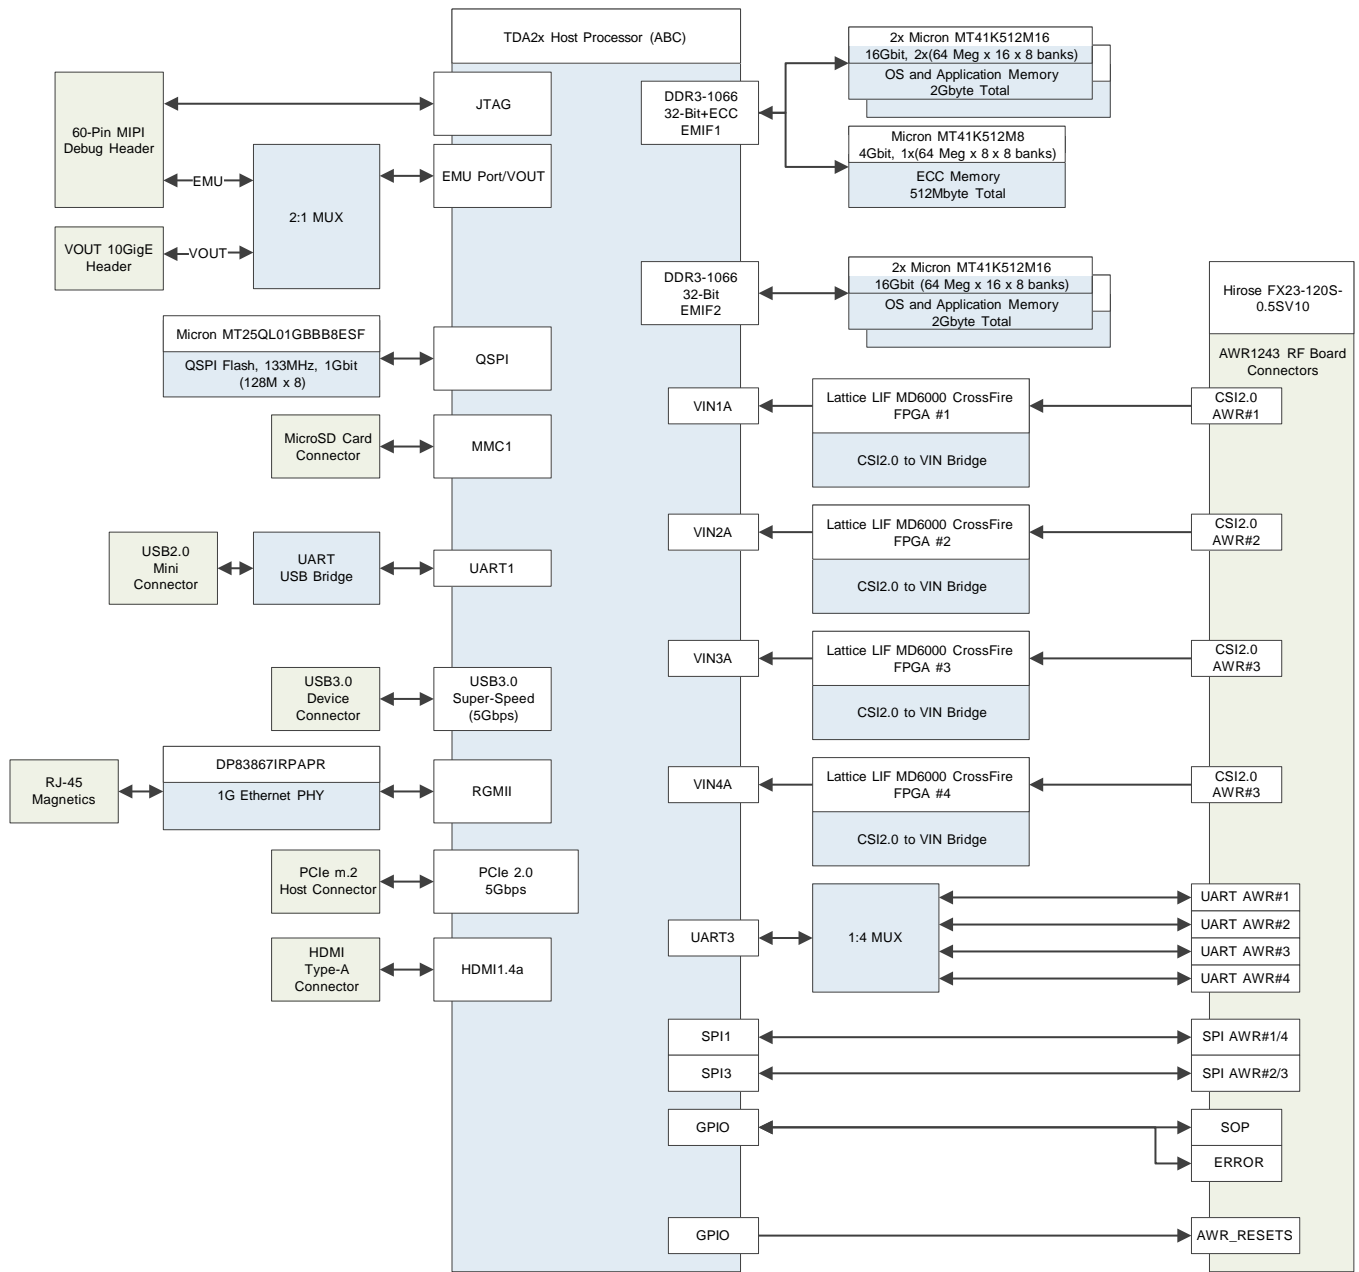 TDA2x Host Processor (ABC)
60-Pin MIPI
Debug Header
JTAG
EMU
2:1 MUX
EMU Port/VOUT
VOUT 10GigE
Header
VOUT
Micron MT25QL01GBBB8ESF
QSPI Flash, 133MHz, 1Gbit
(128M x 8)
QSPI
MicroSD Card
Connector
MMC1
USB2.0
Mini
Connector
UART
USB Bridge
UART1
USB3.0
Device
Connector
USB3.0
Super-Speed
(5Gbps)
RJ-45
Magnetics
DP83867IRPAPR
1G Ethernet PHY
RGMII
PCIe m.2
Host Connector
PCIe 2.0
5Gbps
HDMI
Type-A
Connector
HDMI1.4a
DDR3-1066
32-Bit+ECC
EMIF1
2x Micron MT41K512M16
16Gbit, 2x(64 Meg x 16 x 8 banks)
OS and Application Memory
2Gbyte Total
Micron MT41K512M8
4Gbit, 1x(64 Meg x 8 x 8 banks)
ECC Memory
512Mbyte Total
DDR3-1066
32-Bit
EMIF2
2x Micron MT41K512M16
16Gbit (64 Meg x 16 x 8 banks)
OS and Application Memory
2Gbyte Total
Hirose FX23-120S-
0.5SV10
AWR1243 RF Board
Connectors
VIN1A
Lattice LIF MD6000 CrossFire
FPGA #1
CSI2.0 to VIN Bridge
CSI2.0
AWR#1
VIN2A
Lattice LIF MD6000 CrossFire
FPGA #2
CSI2.0 to VIN Bridge
CSI2.0
AWR#2
VIN3A
Lattice LIF MD6000 CrossFire
FPGA #3
CSI2.0 to VIN Bridge
CSI2.0
AWR#3
VIN4A
Lattice LIF MD6000 CrossFire
FPGA #4
CSI2.0 to VIN Bridge
CSI2.0
AWR#3
UART3
1:4 MUX
UART AWR#1
UART AWR#2
UART AWR#3
UART AWR#4
SPI1
SPI AWR#1/4
SPI3
SPI AWR#2/3
GPIO
SOP
ERROR
GPIO
AWR_RESETS